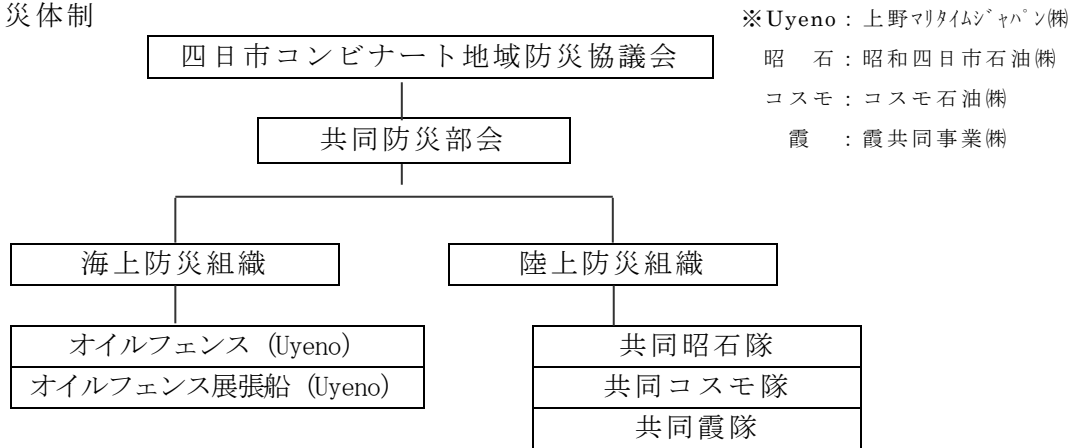 災体制
※Uyeno：上野ﾏﾘﾀｲﾑｼﾞｬﾊﾟﾝ㈱
昭　石：昭和四日市石油㈱
コスモ：コスモ石油㈱
霞　：霞共同事業㈱
四日市コンビナート地域防災協議会
共同防災部会
海上防災組織
陸上防災組織
オイルフェンス (Uyeno)
オイルフェンス展張船 (Uyeno)
共同昭石隊
共同コスモ隊
共同霞隊